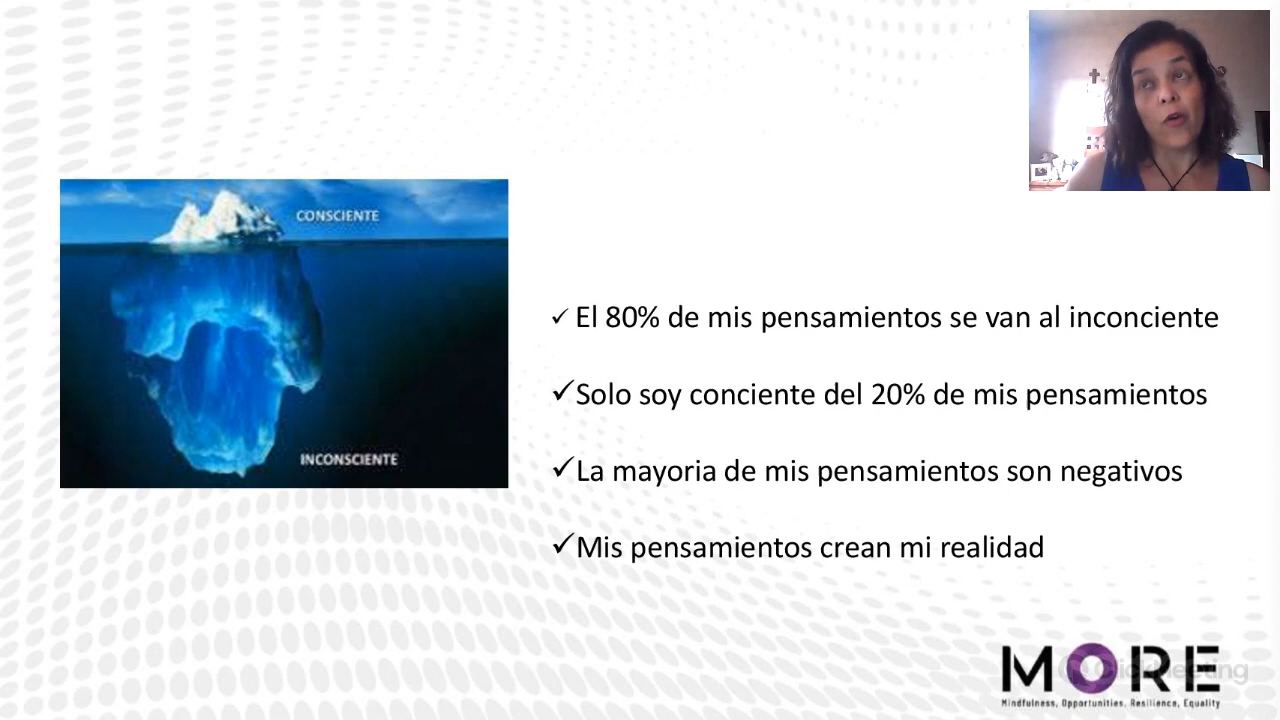 CONSCIENTE
INCONSCIENTE
✓ El 80% de mis pensamientos se van al inconciente
✓Solo soy conciente del 20% de mis pensamientos
✓La mayoria de mis pensamientos son negativos
✓Mis pensamientos crean mi realidad
MORE
ClickMeeting
Mindfulness, Opportunities, Resilience, Equality